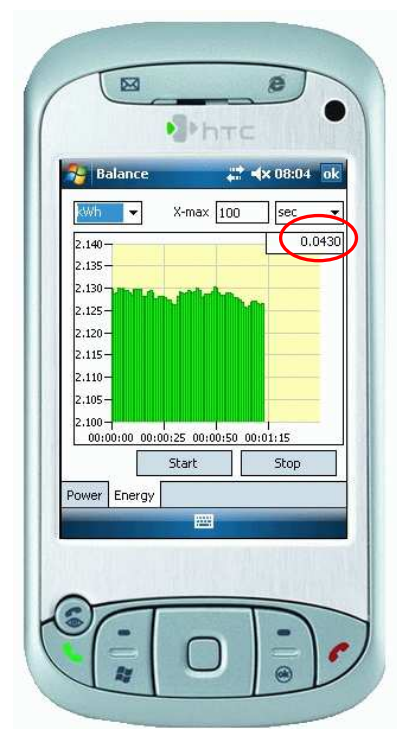 hTC
Balance 08:04 ok
kWh X-max 100 sec
0.0430
2.140
2.135
2.130
2.125
2.120
2.115
2.110
2.105
2.100
00:00:00 00:00:25 00:00:50 00:01:15
Start Stop
Power Energy
ok